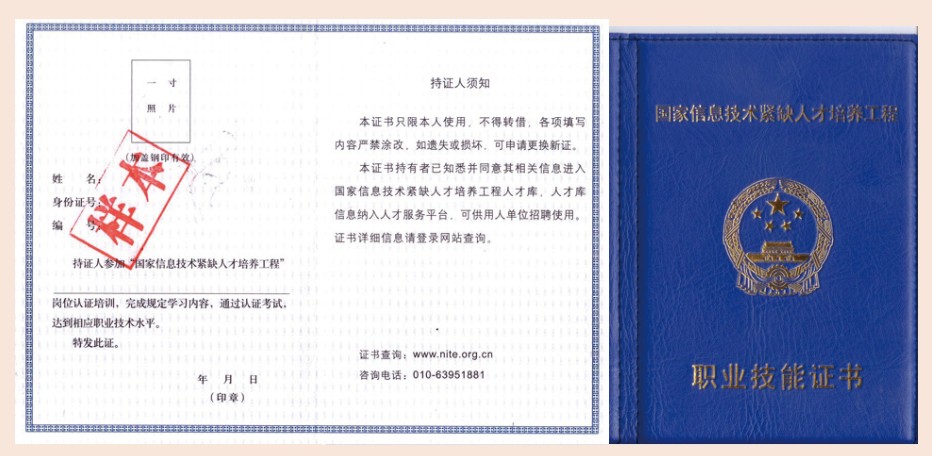 一 寸
照 片
(加盖钢印有效)
样本
姓 名:
身份证号:
编 号:
持证人参加“国家信息技术紧缺人才培养工程”
岗位认证培训，完成规定学习内容，通过认证考试，
达到相应职业技术水平。
特发此证。
年 月 日
（印章）
持证人须知
本证书只限本人使用，不得转借，各项填写
内容严禁涂改，如遗失或损坏，可申请更换新证。
本证书持有者已知悉并同意其相关信息进入
国家信息技术紧缺人才培养工程人才库，人才库
信息纳入人才服务平台，可供用人单位招聘使用。
证书详细信息请登录网站查询。
证书查询：www.nite.org.cn
咨询电话：010-63951881
国家信息技术紧缺人才培养工程
职业技能证书